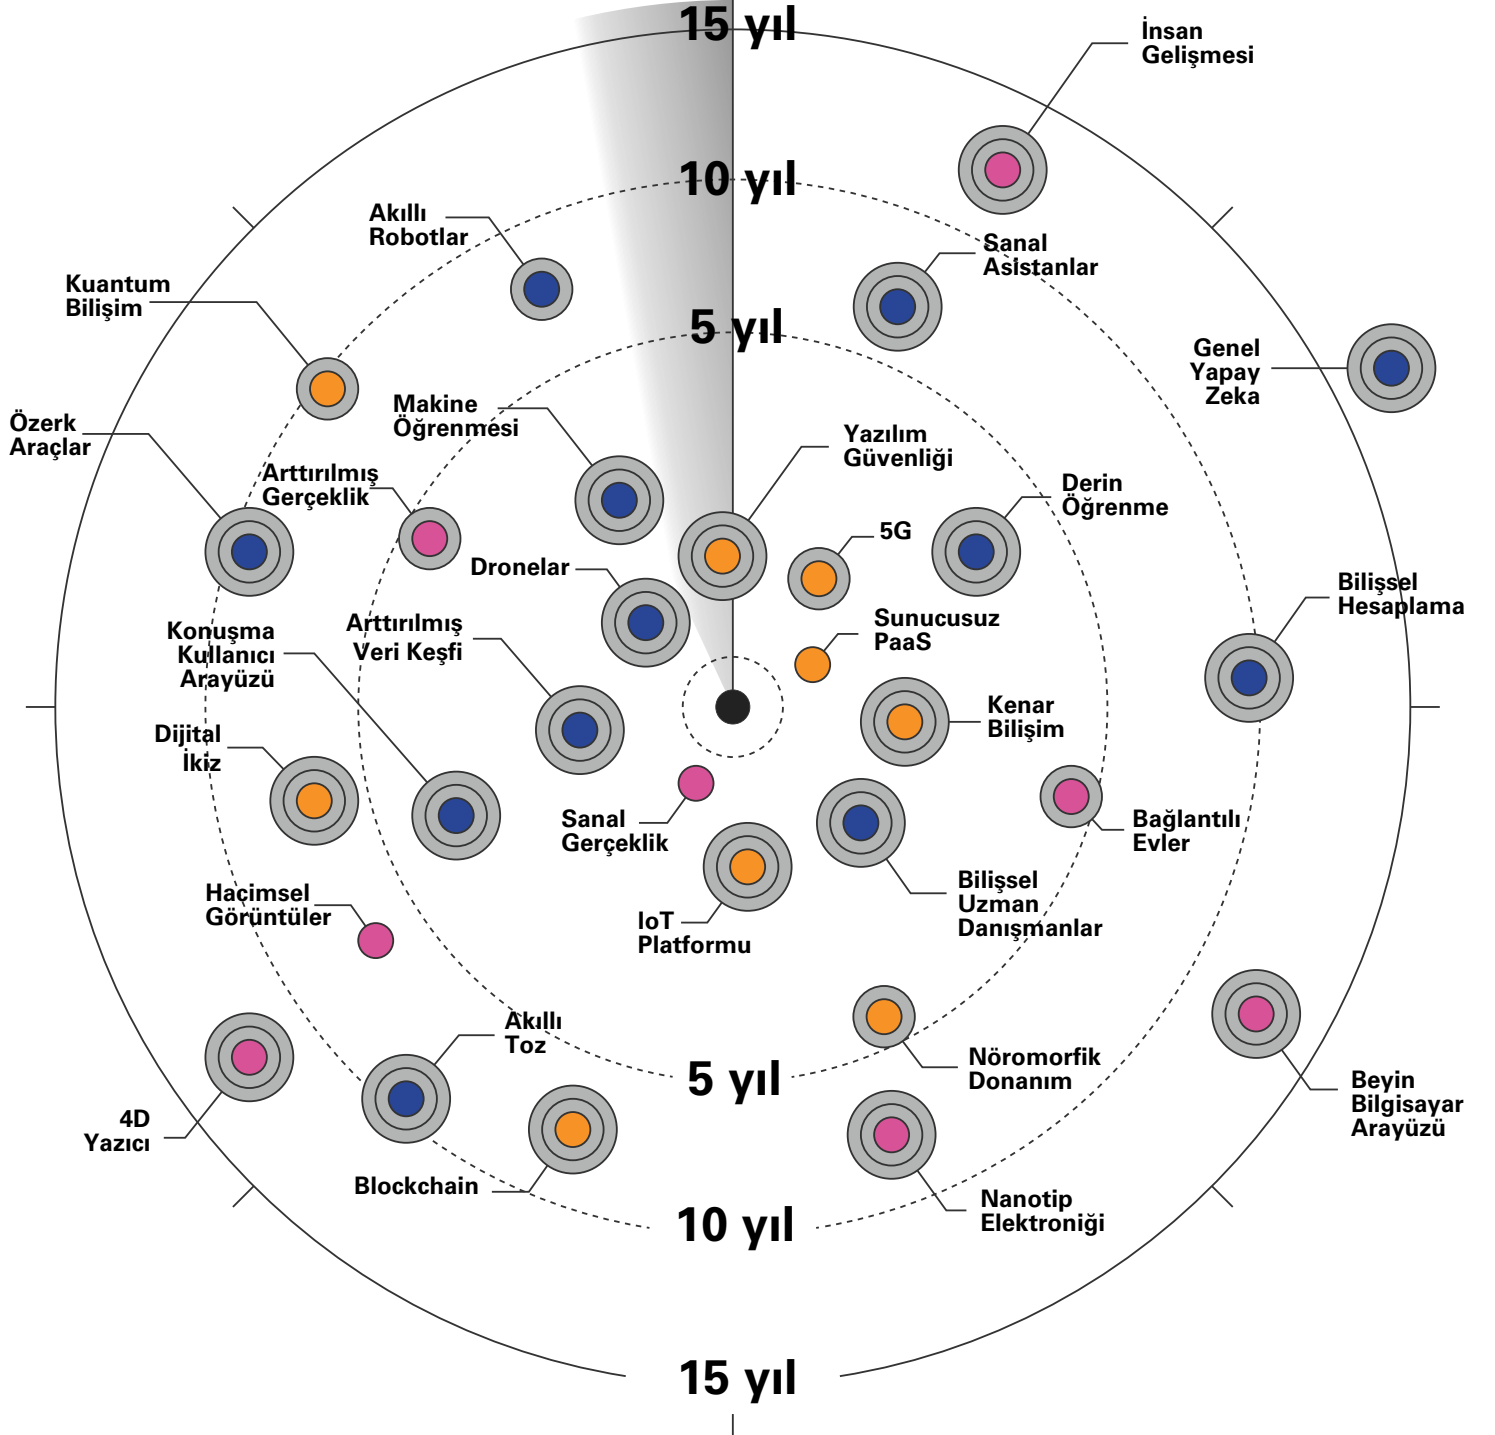 15 yıl
İnsan
Gelişmesi
10 yıl
Akıllı
Robotlar
Sanal
Asistanlar
Kuantum
Bilişim
5 yıl
Genel
Yapay
Zeka
Makine
Öğrenmesi
Özerk
Araçlar
Yazılım
Güvenliği
Arttırılmış
Gerçeklik
Derin
Öğrenme
5G
Dronelar
Bilişsel
Hesaplama
Sunucusuz
PaaS
Arttırılmış
Veri Keşfi
Konuşma
Kullanıcı
Arayüzü
Kenar
Bilişim
Dijital
İkiz
Sanal
Gerçeklik
Bağlantılı
Evler
Bilişsel
Uzman
Danışmanlar
Hacimsel
Görüntüler
IoT
Platformu
Akıllı
Toz
Nöromorfik
Donanım
5 yıl
Beyin
Bilgisayar
Arayüzü
4D
Yazıcı
Blockchain
Nanotip
Elektroniği
10 yıl
15 yıl